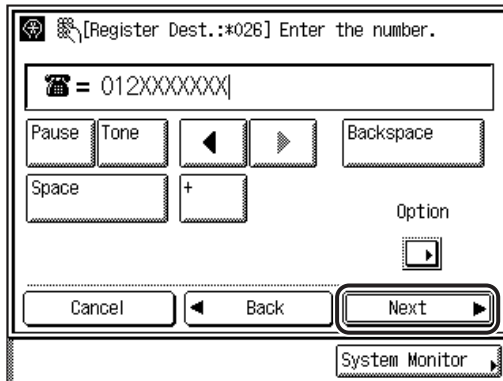 [Register Dest.:*026] Enter the number.
= 012XXXXXXX
Pause Tone Backspace
Space +
Option
Cancel Back Next
System Monitor